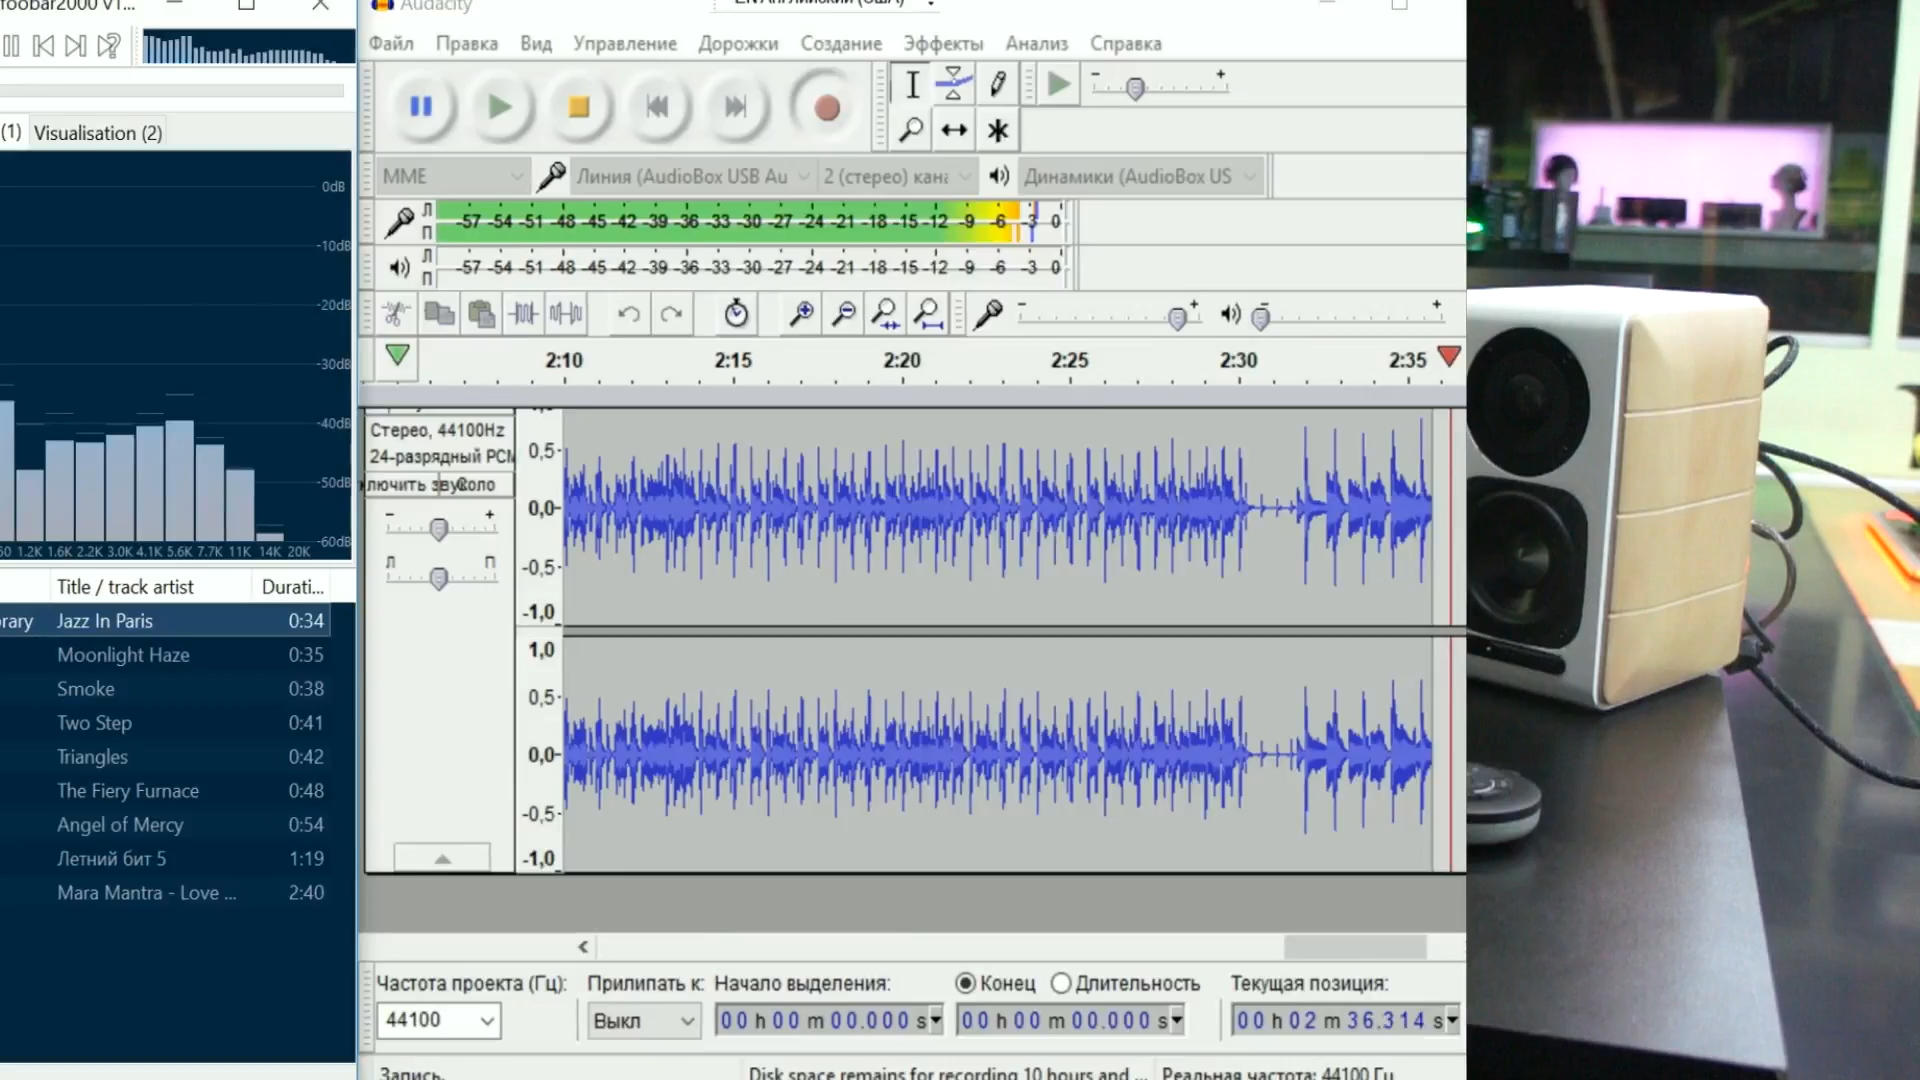 foobar2000 v1...
(1) Visualisation (2)
0dB
-10dB
-20dB
-30dB
-40dB
-50dB
-60dB
1.2K 1.6K 2.2K 3.0K 4.1K 5.6K 7.7K 11K 14K 20K
Title / track artist Durati...
Jazz In Paris 0:34
Moonlight Haze 0:35
Smoke 0:38
Two Step 0:41
Triangles 0:42
The Fiery Furnace 0:48
Angel of Mercy 0:54
Летний бит 5 1:19
Mara Mantra - Love ... 2:40
Audacity
EN Английский (США)
Файл Правка Вид Управление Дорожки Создание Эффекты Анализ Справка
MME Линия (AudioBox USB Au 2 (стерео) кана Динамики (AudioBox US
Л
П
-57 -54 -51 -48 -45 -42 -39 -36 -33 -30 -27 -24 -21 -18 -15 -12 -9 -6 -3 0
Л
П
-57 -54 -51 -48 -45 -42 -39 -36 -33 -30 -27 -24 -21 -18 -15 -12 -9 -6 -3 0
2:10 2:15 2:20 2:25 2:30 2:35
Стерео, 44100Hz
24-разрядный PCM
ключить звук Соло
- +
Л П
0,5-
0,0-
-0,5-
-1,0
1,0
0,5-
0,0-
-0,5-
-1,0
Частота проекта (Гц): Прилипать к: Начало выделения: Конец Длительность Текущая позиция:
44100 Выкл 00 h 00 m 00.000 s 00 h 00 m 00.000 s 00 h 02 m 36.314 s
Запись. Disk space remains for recording 10 hours and ... Реальная частота: 44100 Гц